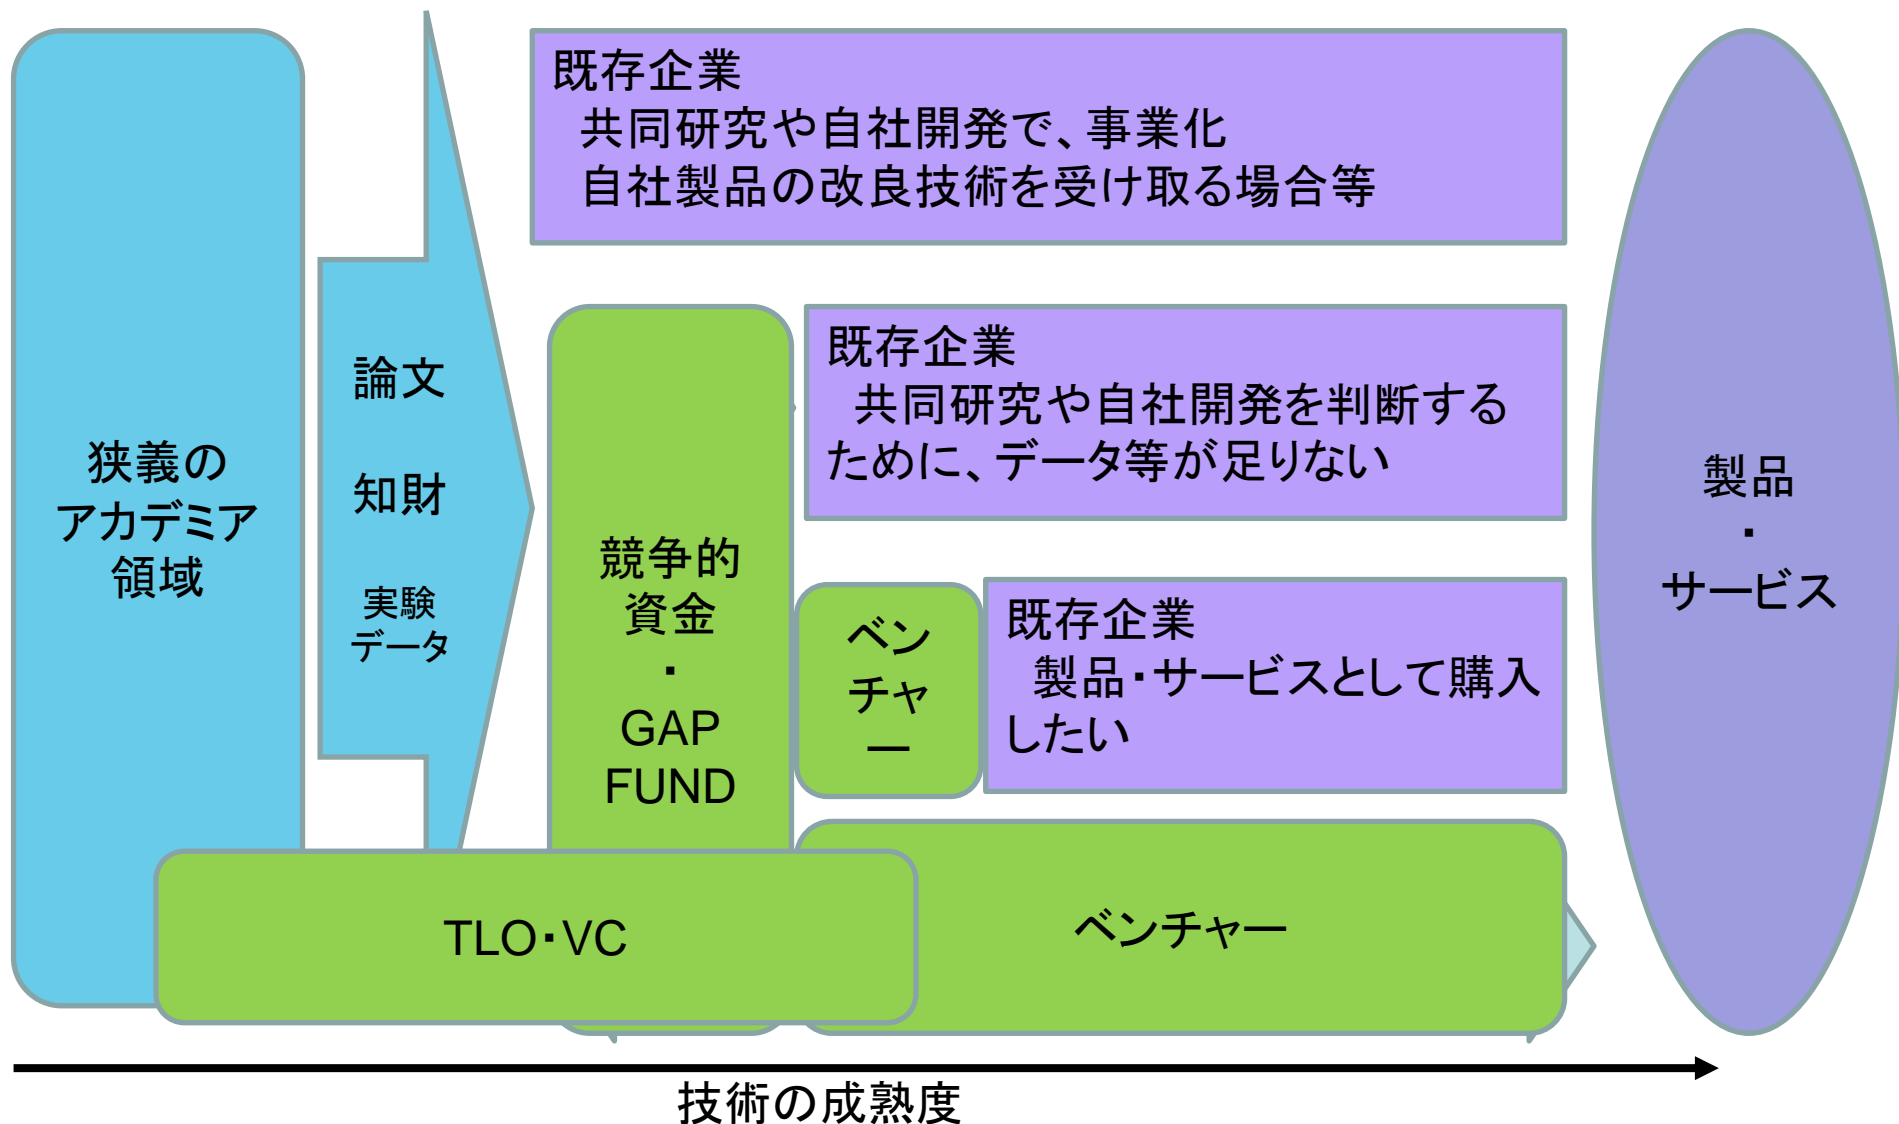 狭義の
アカデミア
領域
論文
知財
実験
データ
既存企業
共同研究や自社開発で、事業化
自社製品の改良技術を受け取る場合等
競争的
資金
・
GAP
FUND
既存企業
共同研究や自社開発を判断する
ために、データ等が足りない
ベン
チャ
ー
既存企業
製品・サービスとして購入
したい
TLO・VC
ベンチャー
製品
・
サービス
技術の成熟度